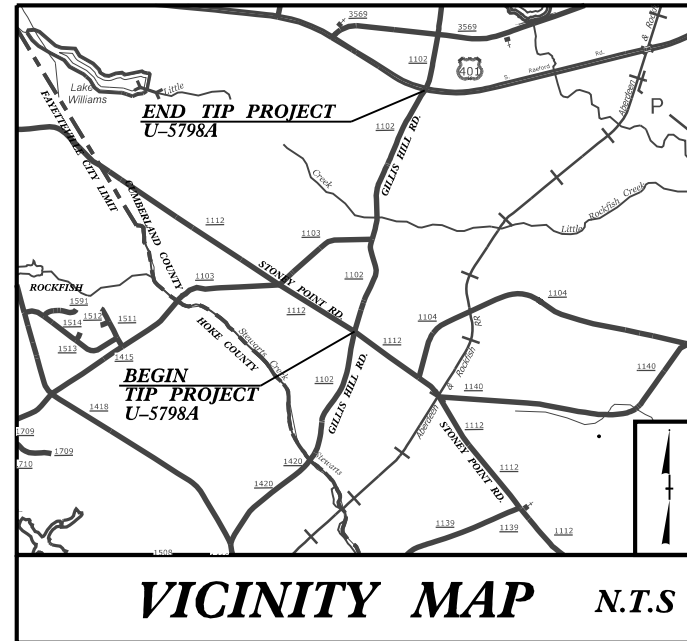 3569
3569
1102
401
S.
Raeford
Rd.
Aberdeen
& Rock
Lake
Williams
Little
END TIP PROJECT
U–5798A
P
1102
GILLIS HILL RD.
FAYETTEVILLE CITY LIMIT
Creek
CUMBERLAND COUNTY
1112
1103
Little
Rockfish Creek
1103
STONEY POINT RD.
1102
ROCKFISH
1591
1512
1511
1514
1513
1415
1112
HOKE COUNTY
Stewarts
Creek
1104
1104
1112
RR
Rockfish
&
Aberdeen
1140
1140
BEGIN
TIP PROJECT
U–5798A
1102
GILLIS HILL RD.
1418
1709
1709
1710
1420
Stewarts
1420
STONEY POINT RD.
1112
1112
1139
1139
1112
1508
VICINITY MAP
N.T.S